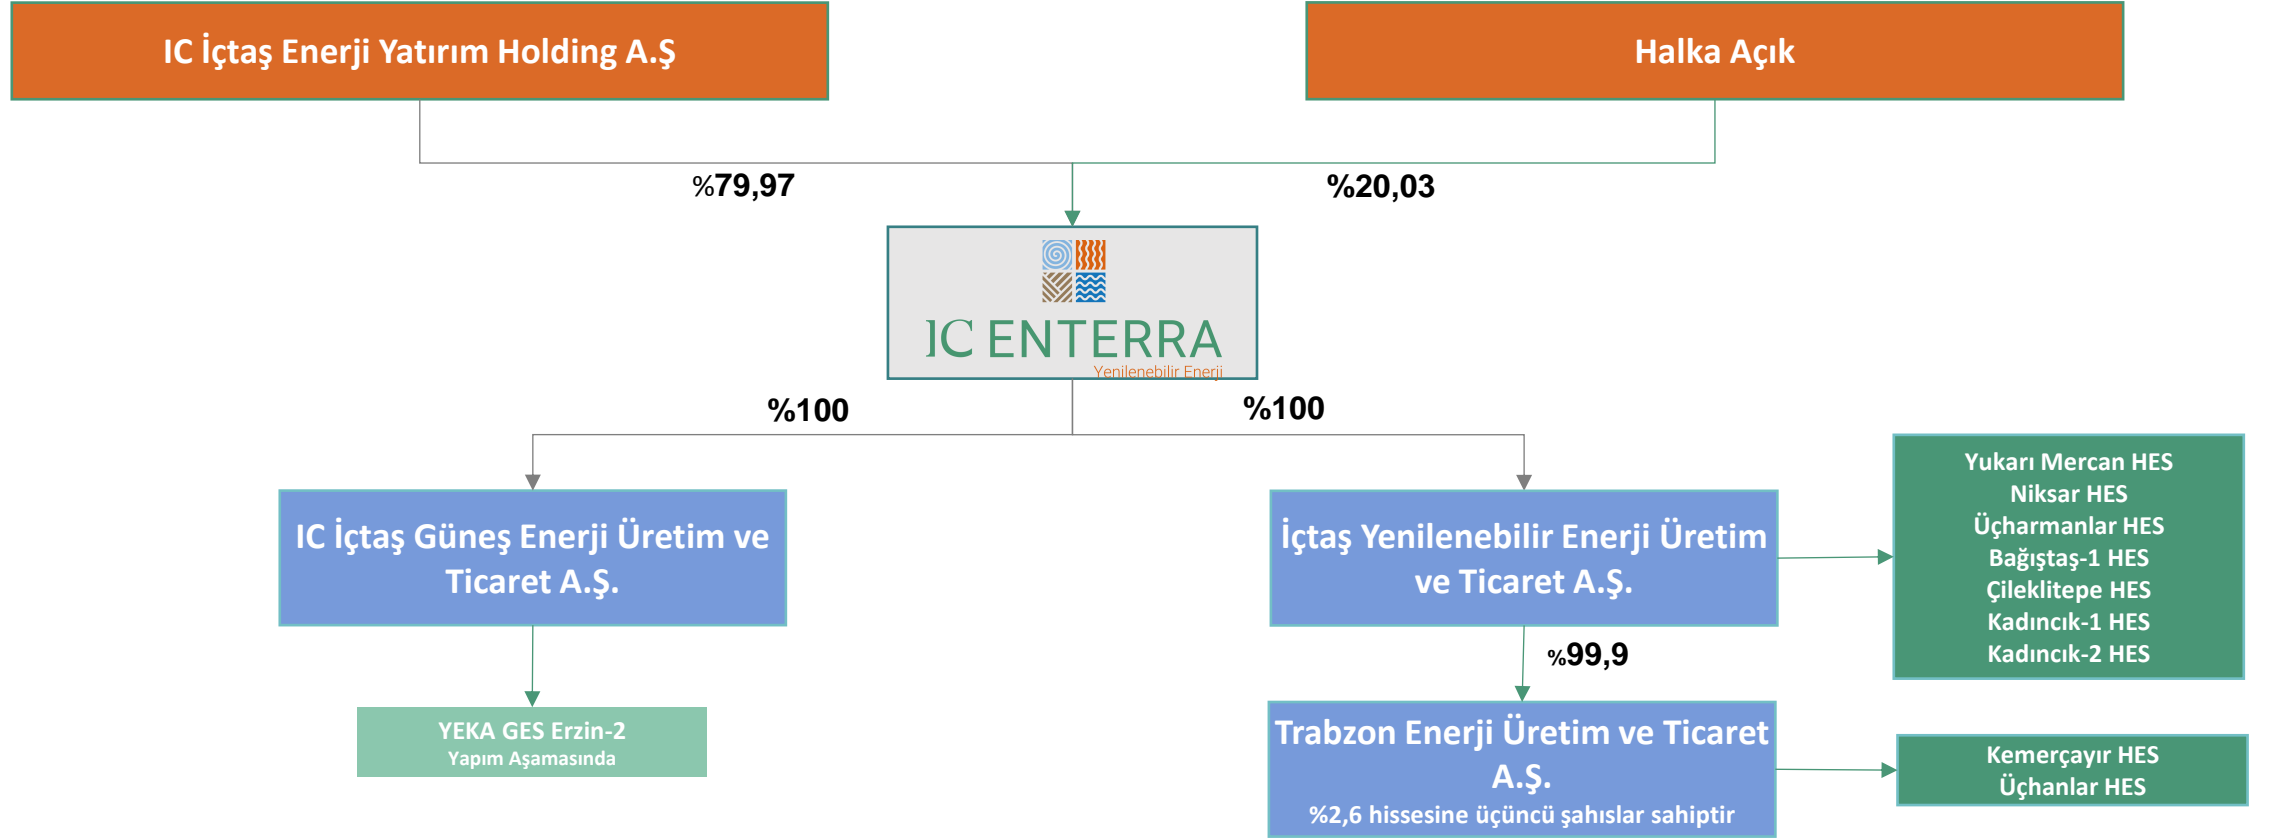 IC İçtaş Enerji Yatırım Holding A.Ş
Halka Açık
%79,97
%20,03
IC ENTERRA
Yenilenebilir Enerji
%100
%100
IC İçtaş Güneş Enerji Üretim ve
Ticaret A.Ş.
İçtaş Yenilenebilir Enerji Üretim
ve Ticaret A.Ş.
Yukarı Mercan HES
Niksar HES
Üçharmanlar HES
Bağıştaş-1 HES
Çileklitepe HES
Kadıncık-1 HES
Kadıncık-2 HES
%99,9
YEKA GES Erzin-2
Yapım Aşamasında
Trabzon Enerji Üretim ve Ticaret
A.Ş.
%2,6 hissesine üçüncü şahıslar sahiptir
Kemerçayır HES
Üçhanlar HES